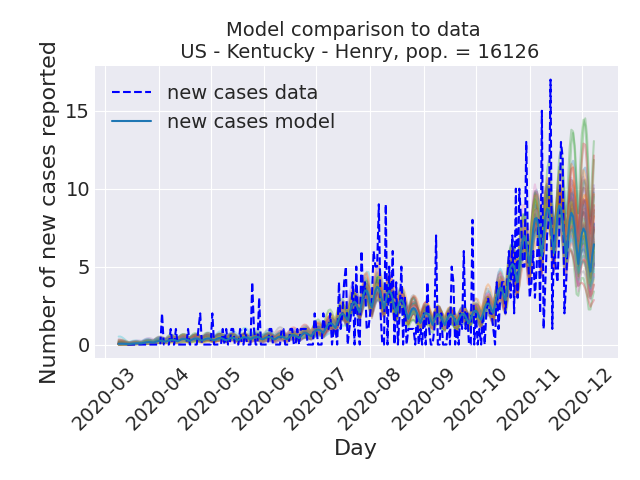 Model comparison to data
US - Kentucky - Henry, pop. = 16126
new cases data
new cases model
Number of new cases reported
15
10
5
0
2020-03
2020-04
2020-05
2020-06
2020-07
2020-08
2020-09
2020-10
2020-11
2020-12
Day